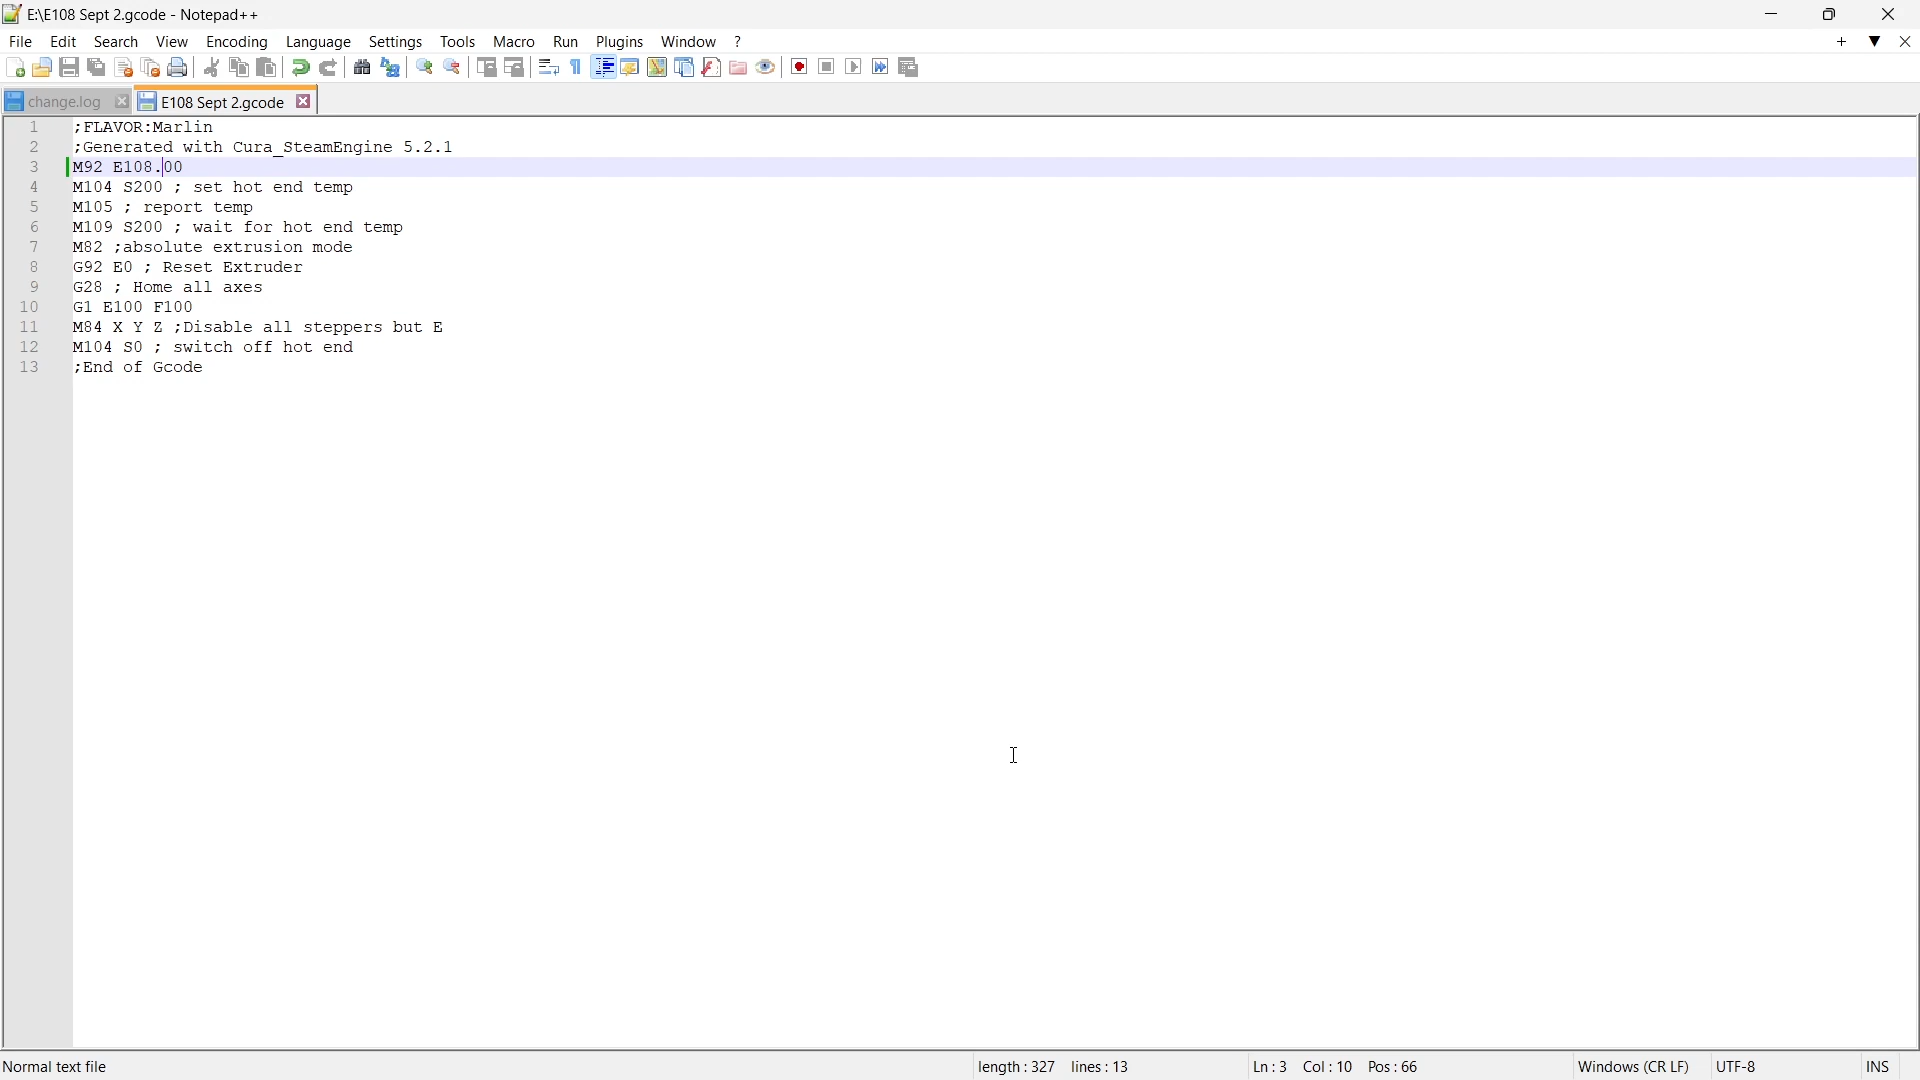 E:\E108 Sept 2.gcode - Notepad++
File Edit Search View Encoding Language Settings Tools Macro Run Plugins Window ?
change.log E108 Sept 2.gcode
1 ;FLAVOR:Marlin
2 ;Generated with Cura_SteamEngine 5.2.1
3 M92 E108.00
4 M104 S200 ; set hot end temp
5 M105 ; report temp
6 M109 S200 ; wait for hot end temp
7 M82 ;absolute extrusion mode
8 G92 E0 ; Reset Extruder
9 G28 ; Home all axes
10 G1 E100 F100
11 M84 X Y Z ;Disable all steppers but E
12 M104 S0 ; switch off hot end
13 ;End of Gcode
Normal text file length : 327 lines : 13 Ln : 3 Col : 10 Pos : 66 Windows (CR LF) UTF-8 INS